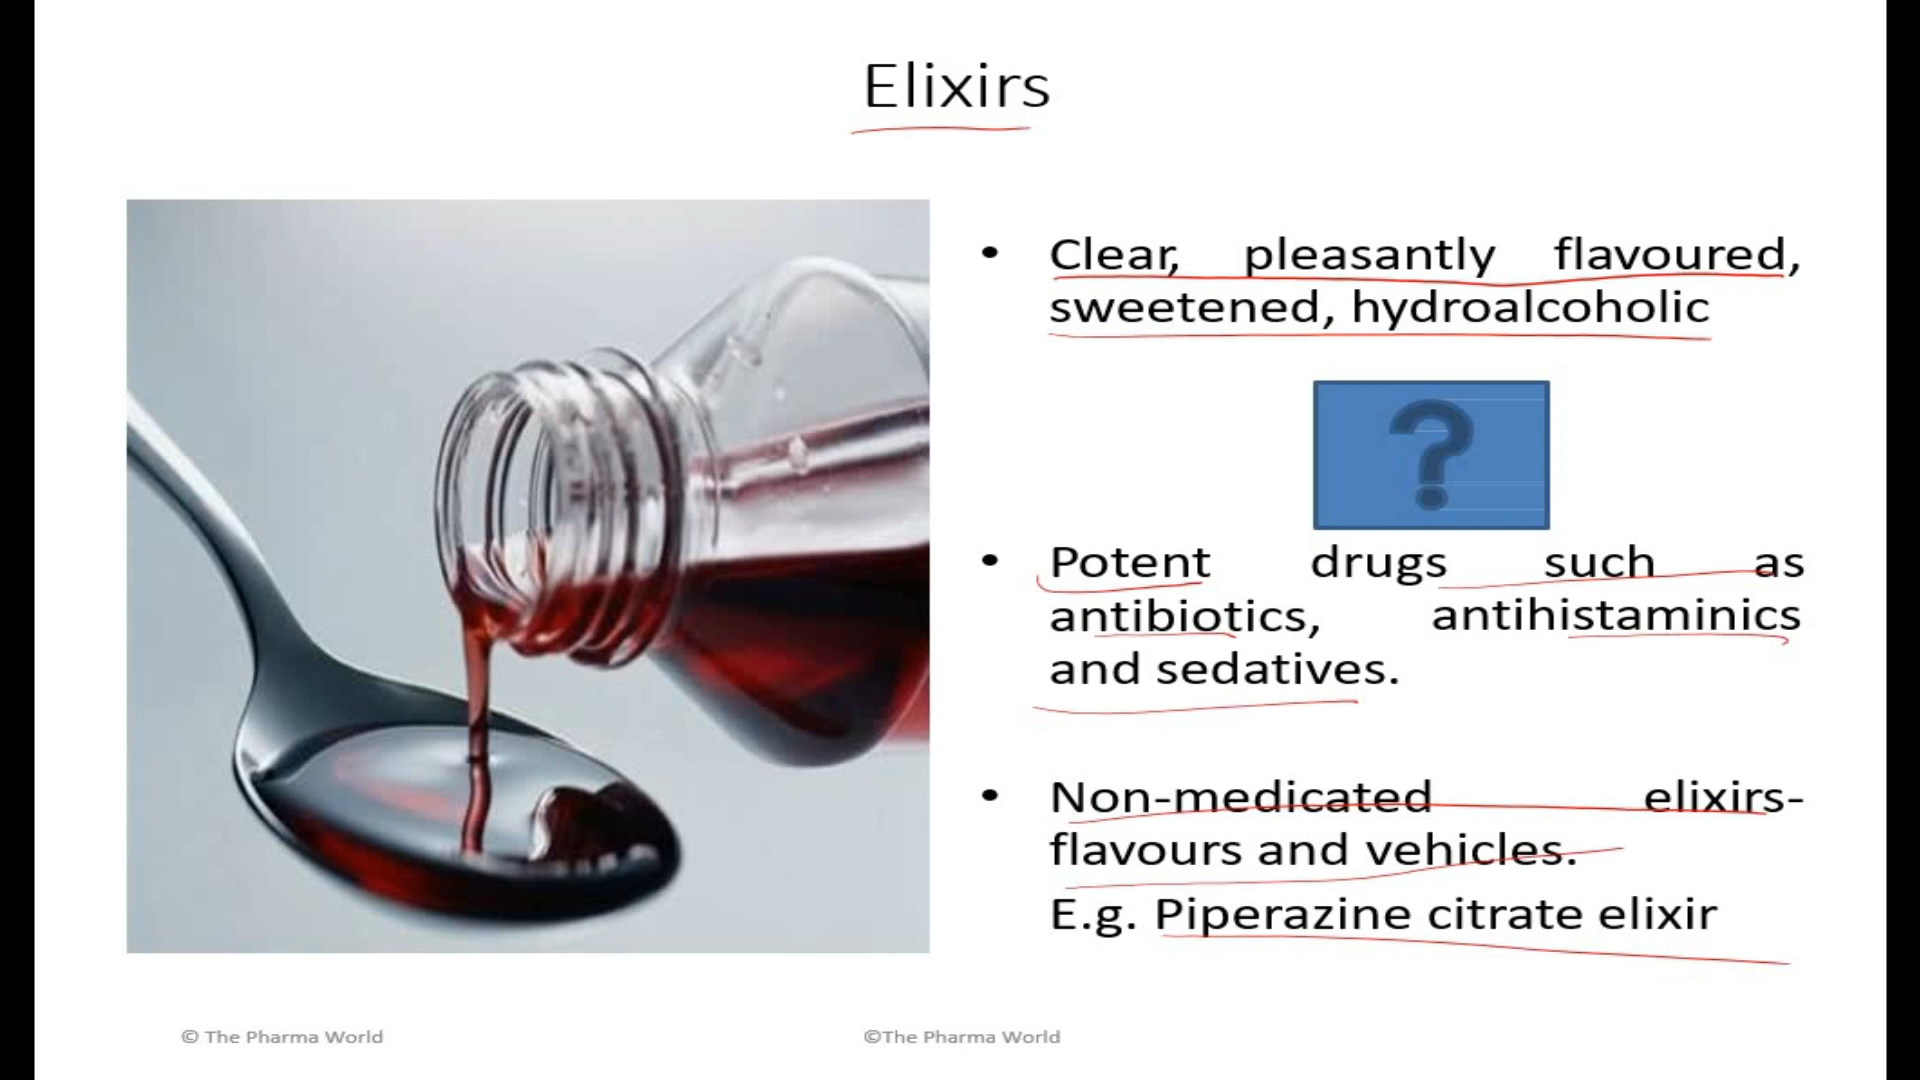 Elixirs
• Clear, pleasantly flavoured,
sweetened, hydroalcoholic
?
• Potent drugs such as
antibiotics, antihistaminics
and sedatives.
• Non-medicated elixirs-
flavours and vehicles.
E.g. Piperazine citrate elixir
© The Pharma World
©The Pharma World